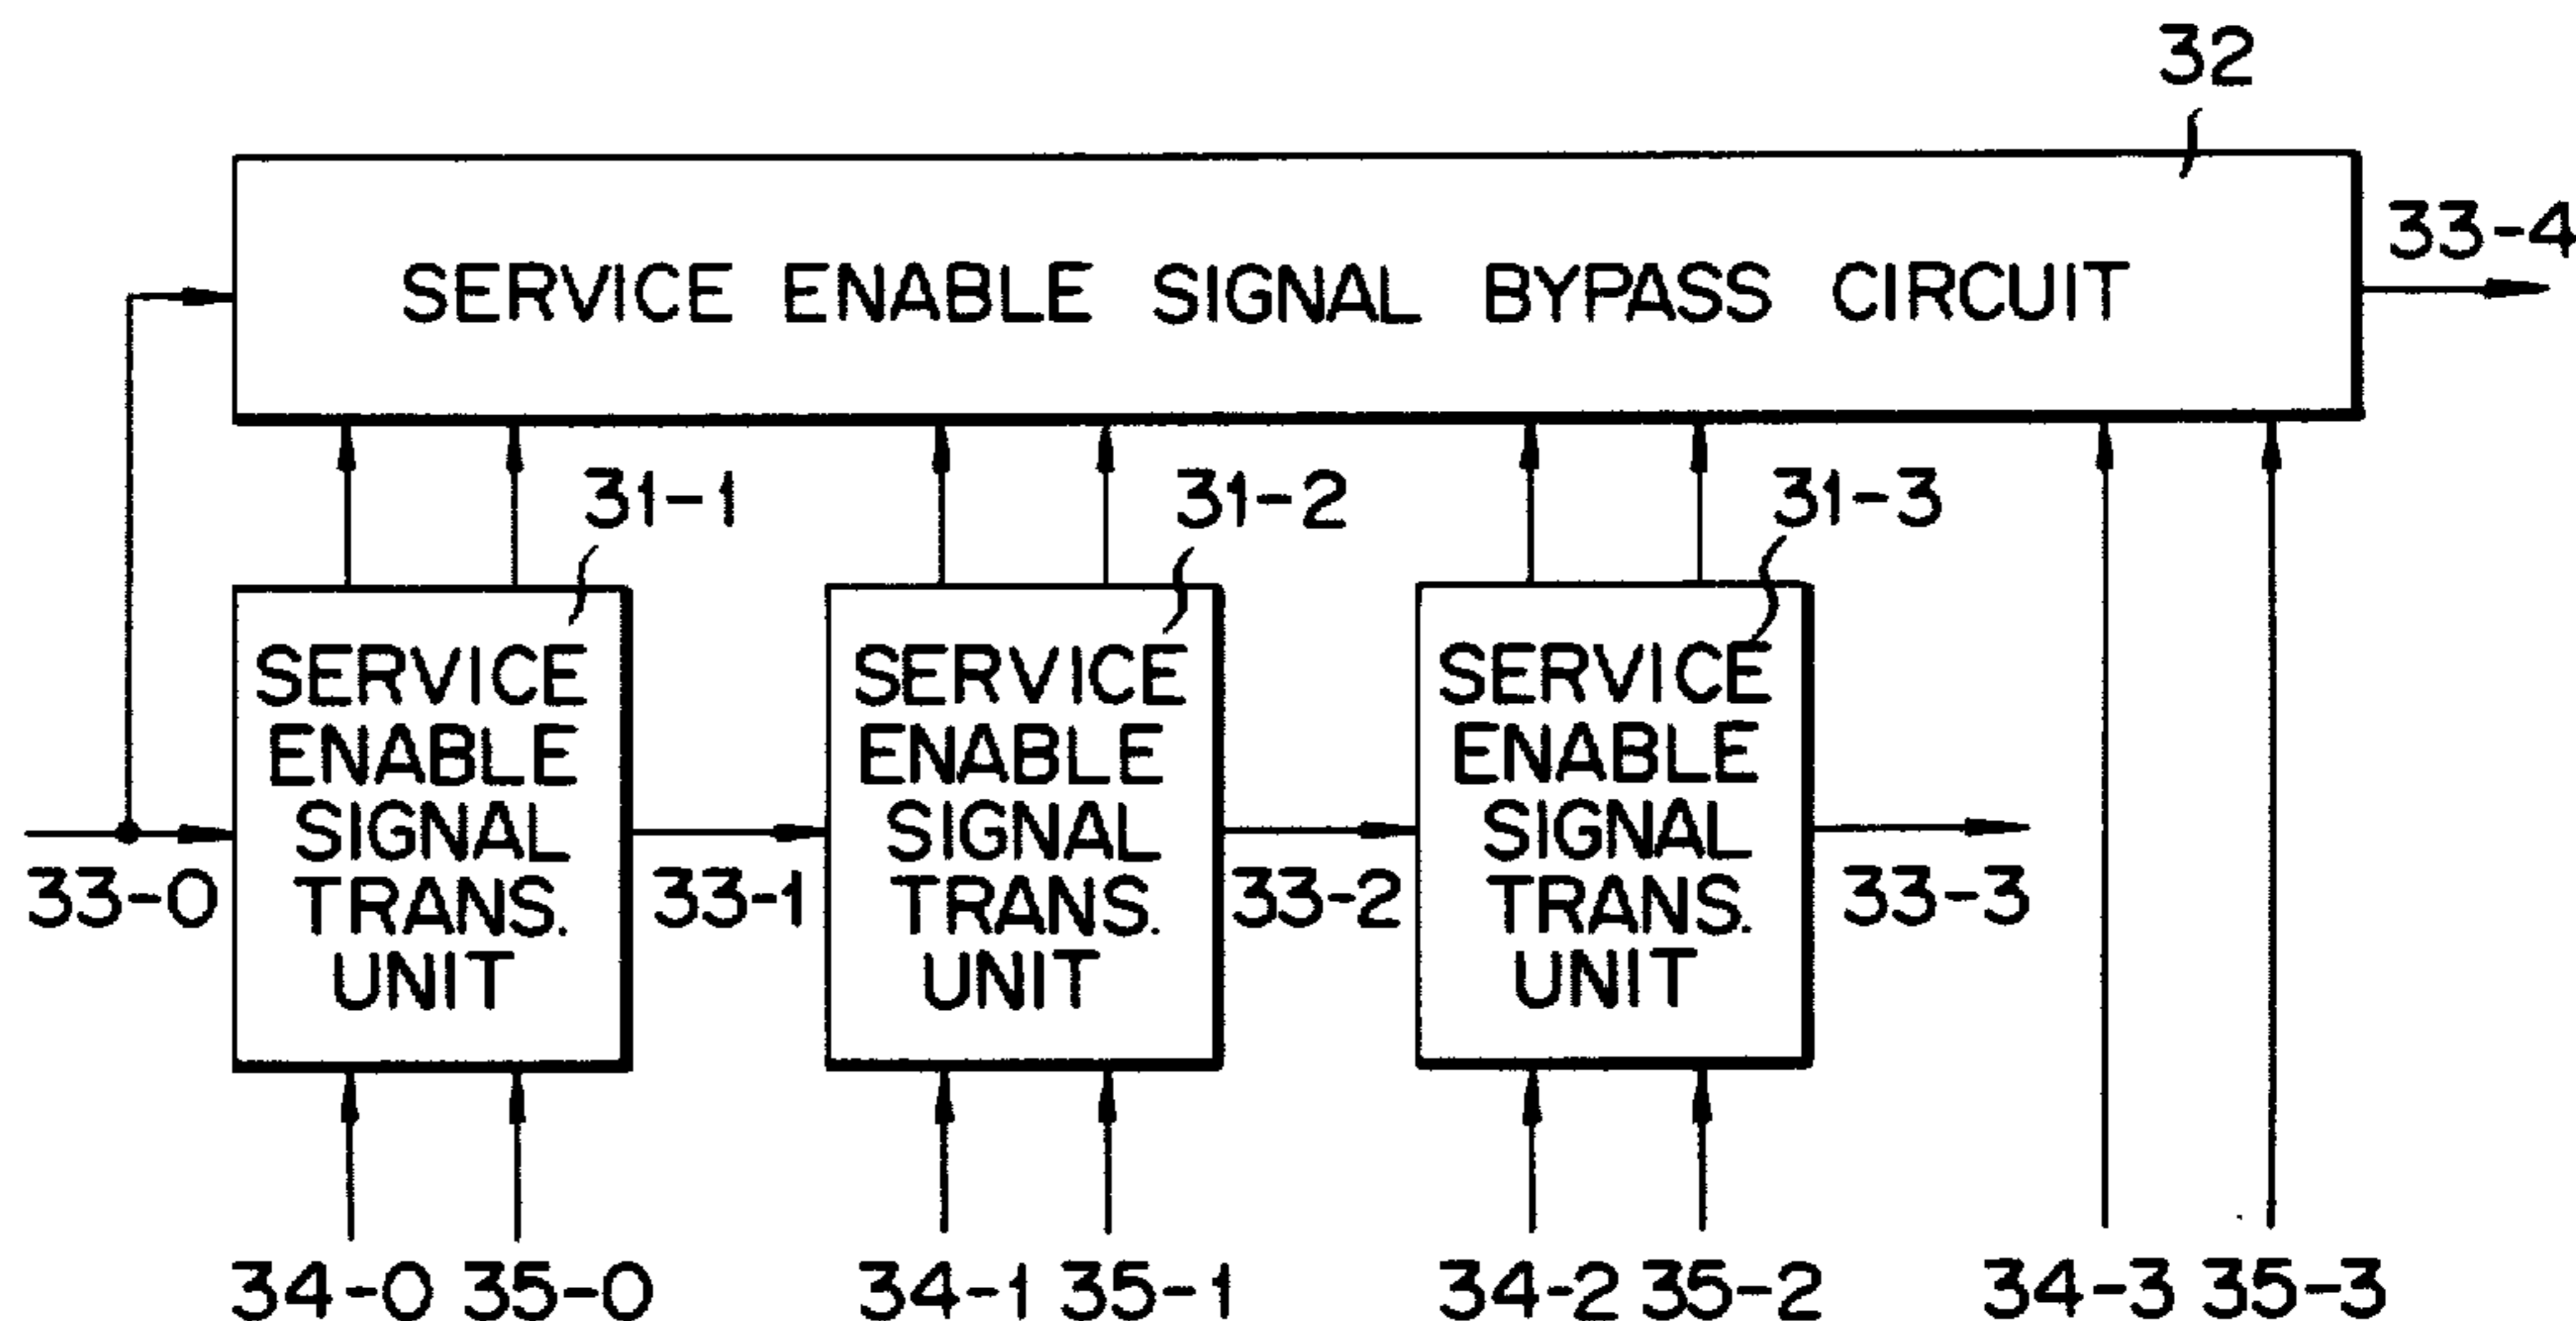 32
33-4
SERVICE ENABLE SIGNAL BYPASS CIRCUIT
31-1
31-2
31-3
SERVICE
ENABLE
SIGNAL
TRANS.
UNIT
SERVICE
ENABLE
SIGNAL
TRANS.
UNIT
SERVICE
ENABLE
SIGNAL
TRANS.
UNIT
33-0
33-1
33-2
33-3
34-0 35-0
34-1 35-1
34-2 35-2
34-3 35-3